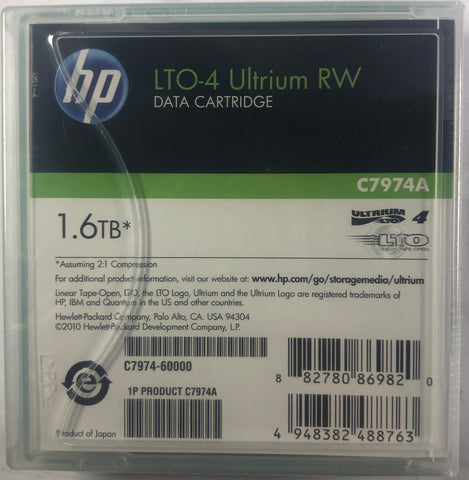 hp
LTO-4 Ultrium RW
DATA CARTRIDGE
C7974A
1.6TB*
ULTRIUM LTO 4
LTO
LINEAR TAPE-OPEN
*Assuming 2:1 Compression
For additional product information, visit our website at: www.hp.com/go/storagemedia/ultrium
Linear Tape-Open, LTO, the LTO Logo, Ultrium and the Ultrium Logo are registered trademarks of
HP, IBM and Quantum in the US and other countries.
Hewlett-Packard Company, Palo Alto, CA, USA 94304
©2010 Hewlett-Packard Development Company, L.P.
C7974-60000
1P PRODUCT C7974A
Product of Japan
8 82780 86982 0
4 948382 488763